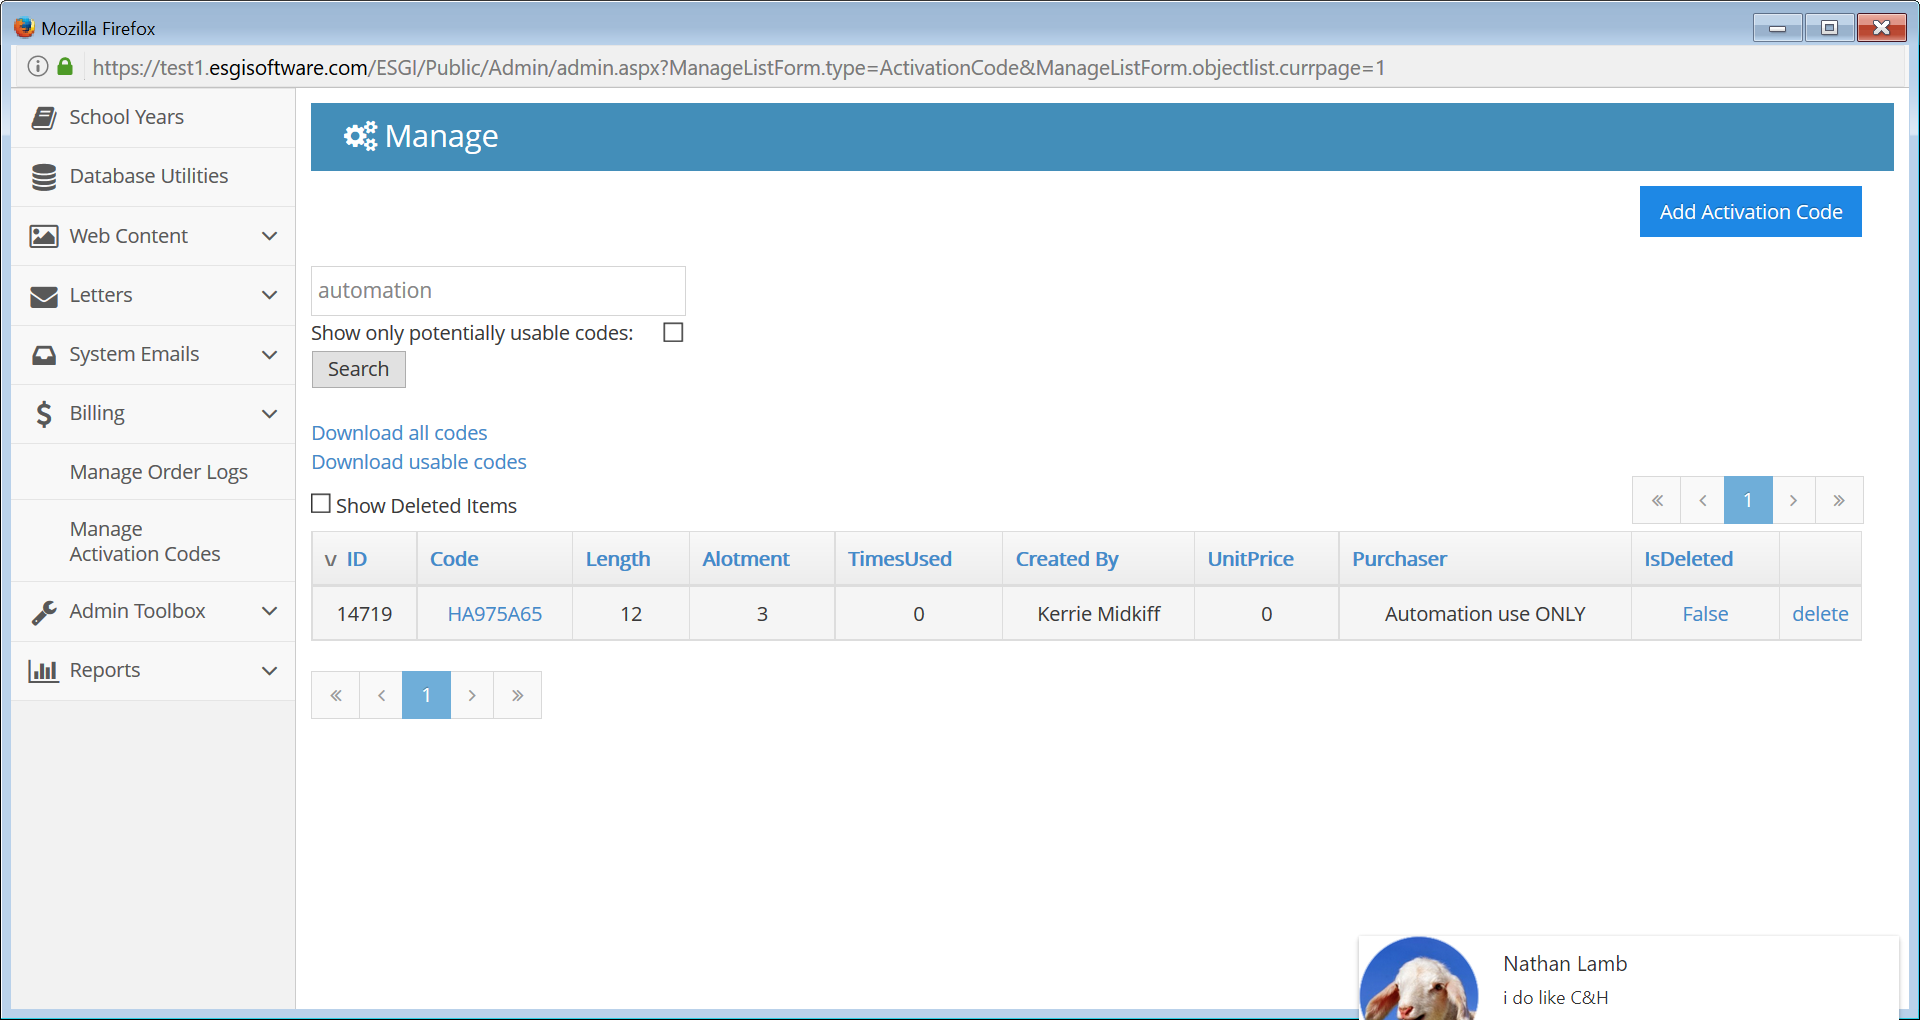 Mozilla Firefox
https://test1.esgisoftware.com/ESGI/Public/Admin/admin.aspx?ManageListForm.type=ActivationCode&ManageListForm.objectlist.currpage=1
School Years
Database Utilities
Web Content
Letters
System Emails
Billing
Manage Order Logs
Manage
Activation Codes
Admin Toolbox
Reports
Manage
Add Activation Code
automation
Show only potentially usable codes:
Search
Download all codes
Download usable codes
Show Deleted Items
« ‹ 1 › »
v ID Code Length Alotment TimesUsed Created By UnitPrice Purchaser IsDeleted
14719 HA975A65 12 3 0 Kerrie Midkiff 0 Automation use ONLY False delete
« ‹ 1 › »
Nathan Lamb
i do like C&H